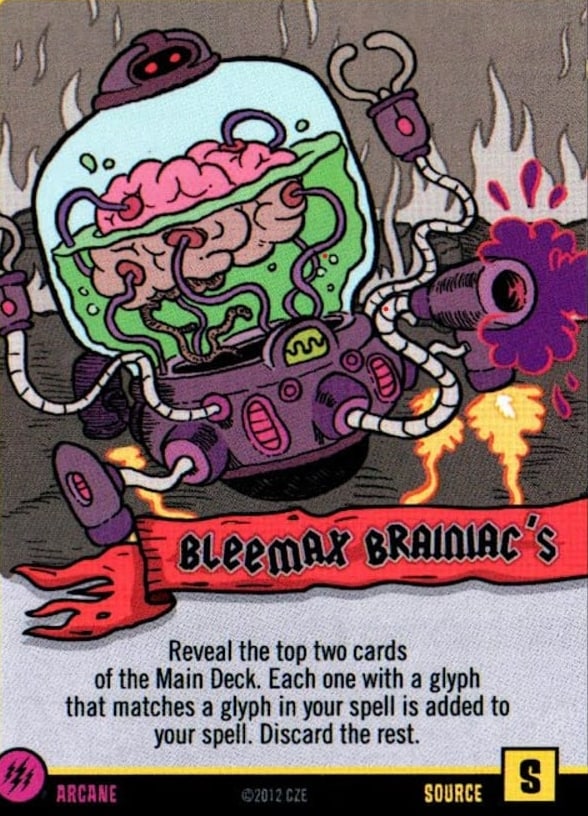 BLEEMAX BRAINIAC'S
Reveal the top two cards
of the Main Deck. Each one with a glyph
that matches a glyph in your spell is added to
your spell. Discard the rest.
ARCANE ©2012 CZE SOURCE S